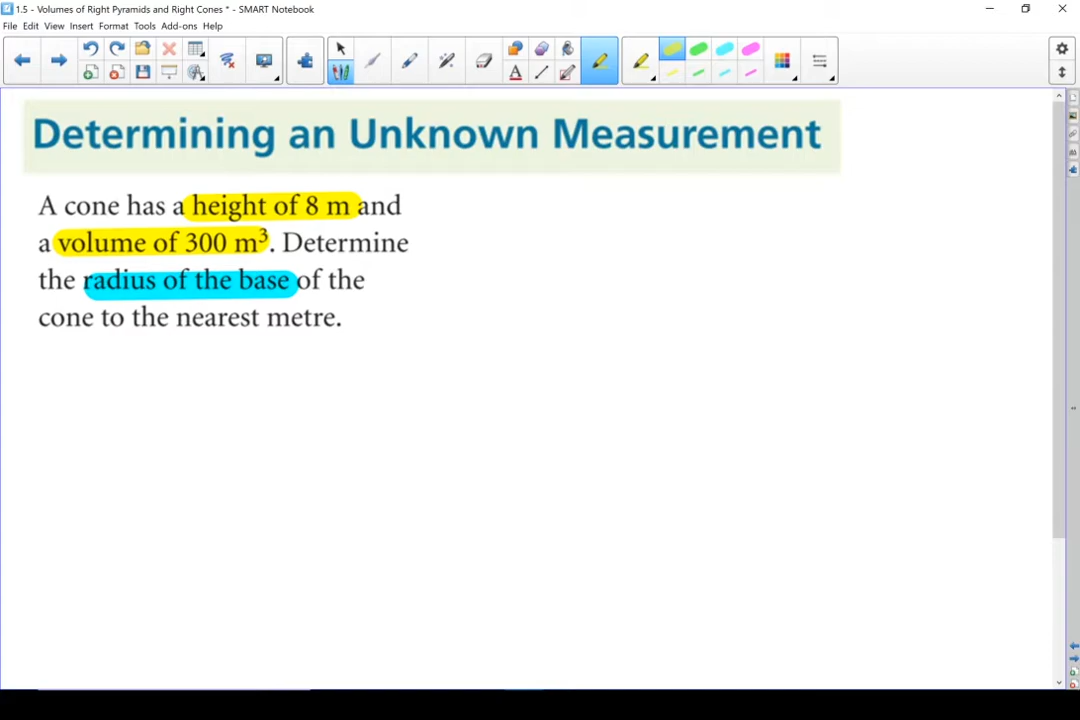 1.5 - Volumes of Right Pyramids and Right Cones * - SMART Notebook
File Edit View Insert Format Tools Add-ons Help
Determining an Unknown Measurement
A cone has a height of 8 m and
a volume of 300 m³. Determine
the radius of the base of the
cone to the nearest metre.